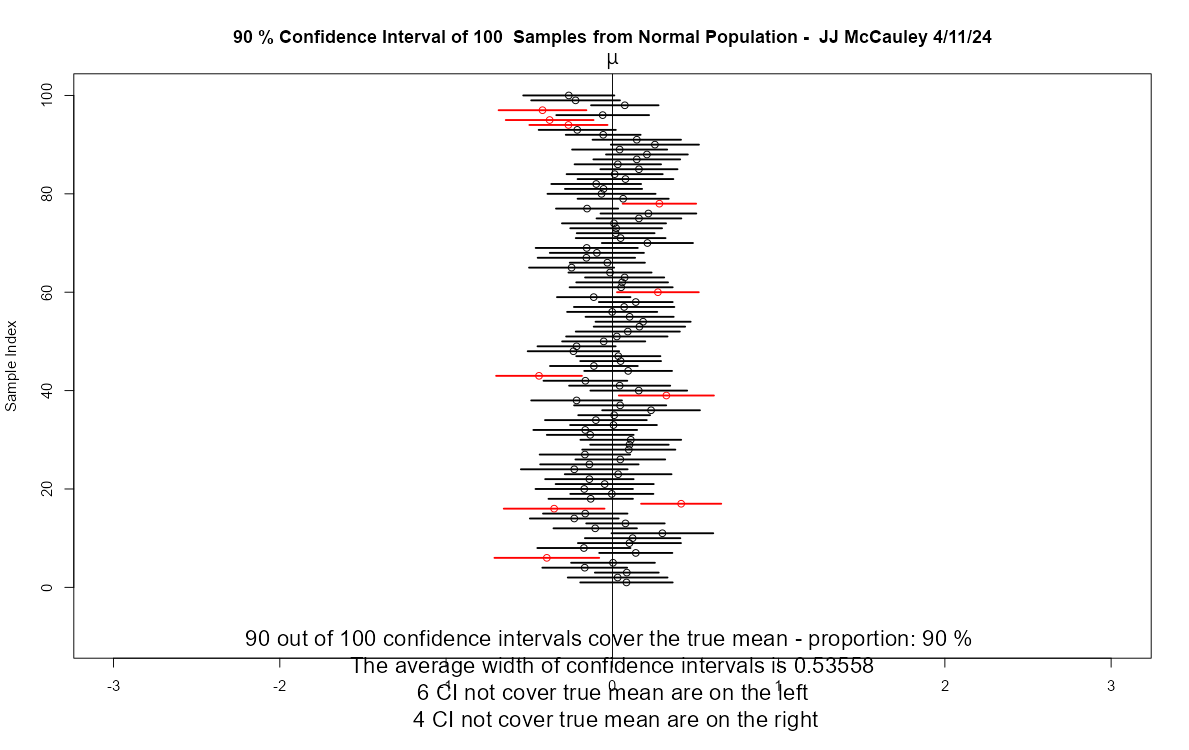 90 % Confidence Interval of 100  Samples from Normal Population -  JJ McCauley 4/11/24
μ
100
80
60
40
20
0
Sample Index
90 out of 100 confidence intervals cover the true mean - proportion: 90 %
The average width of confidence intervals is 0.53558
-3 -2 -1 0 1 2 3
6 CI not cover true mean are on the left
4 CI not cover true mean are on the right